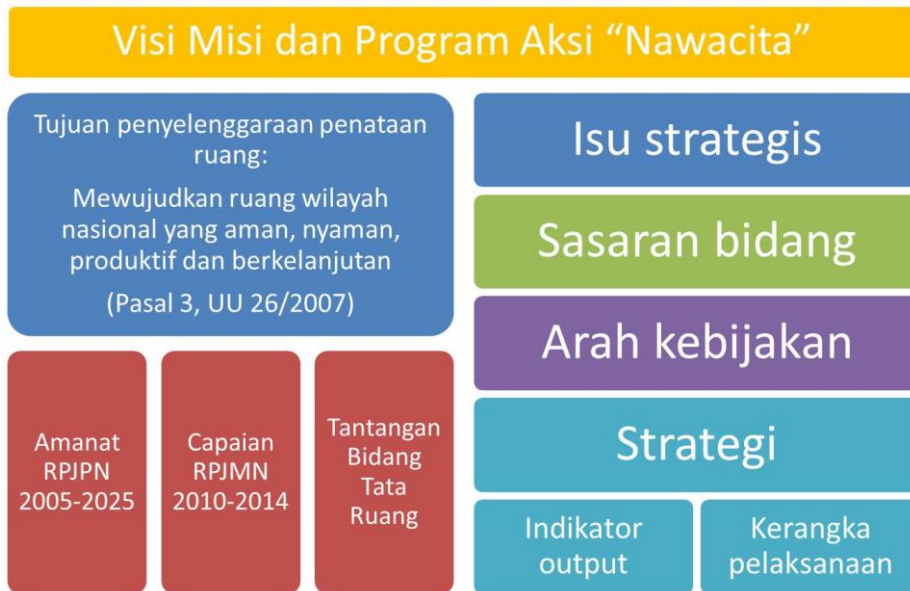 Visi Misi dan Program Aksi “Nawacita”
Tujuan penyelenggaraan penataan
ruang:
Mewujudkan ruang wilayah
nasional yang aman, nyaman,
produktif dan berkelanjutan
(Pasal 3, UU 26/2007)
Amanat
RPJPN
2005-2025
Capaian
RPJMN
2010-2014
Tantangan
Bidang
Tata
Ruang
Isu strategis
Sasaran bidang
Arah kebijakan
Strategi
Indikator
output
Kerangka
pelaksanaan